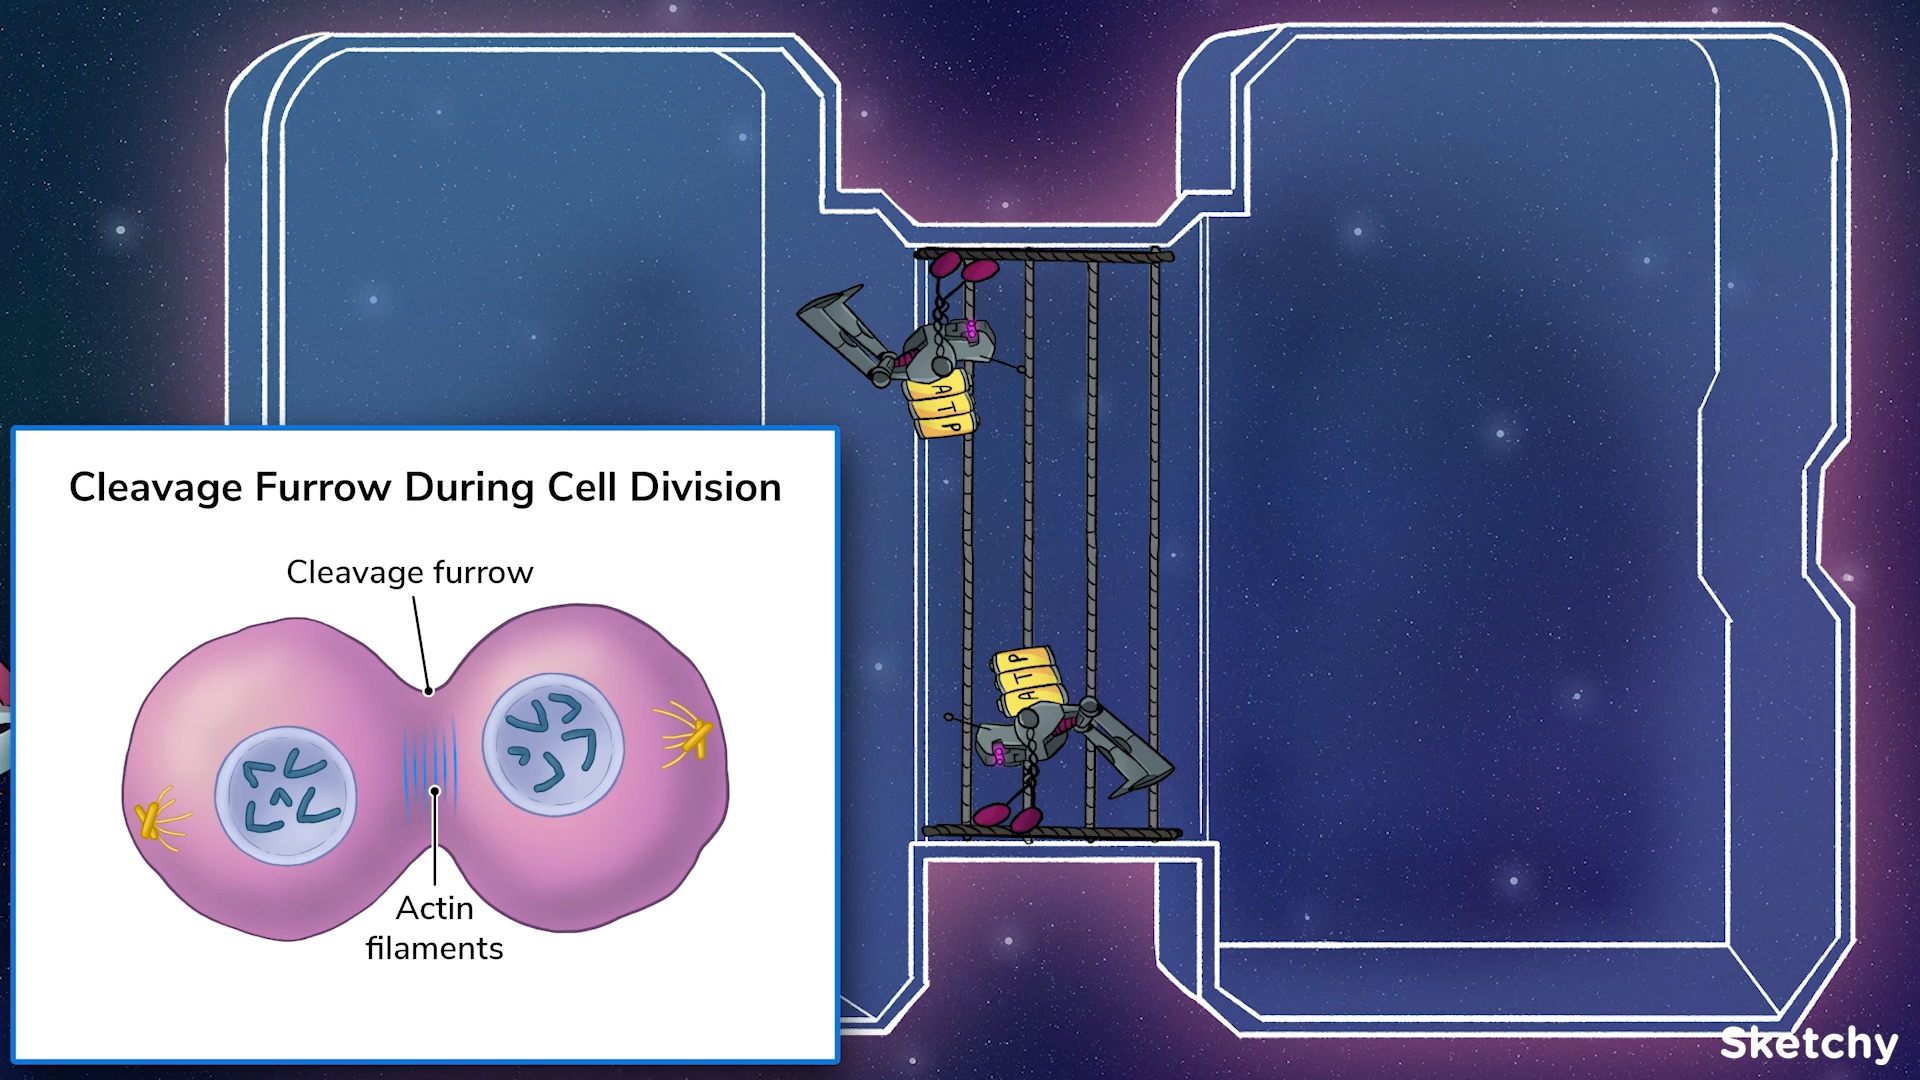 Cleavage Furrow During Cell Division
Cleavage furrow
Actin
filaments
ATP
ATP
Sketchy